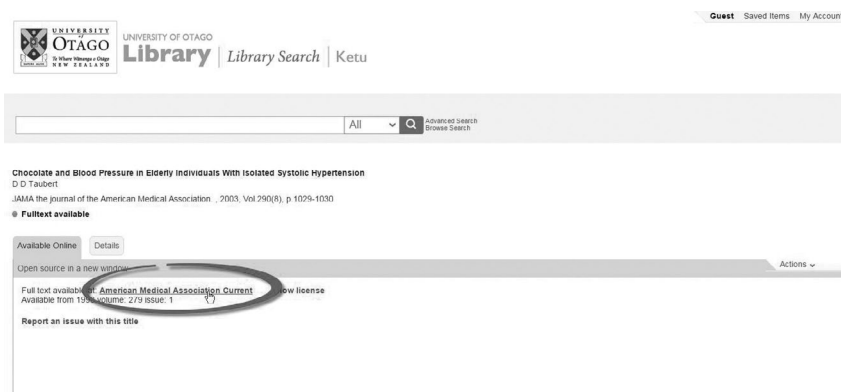 Guest Saved Items My Account
UNIVERSITY
of
OTAGO
Te Whare Wānanga o Otāgo
NEW ZEALAND
UNIVERSITY OF OTAGO
Library | Library Search | Ketu
All
Advanced Search
Browse Search
Chocolate and Blood Pressure in Elderly Individuals With Isolated Systolic Hypertension
D D Taubert
JAMA the journal of the American Medical Association. , 2003, Vol.290(8), p.1029-1030
Fulltext available
Available Online Details
Open source in a new window
Actions
Full text available at: American Medical Association Current license
Available from volume: 279 issue: 1
Report an issue with this title